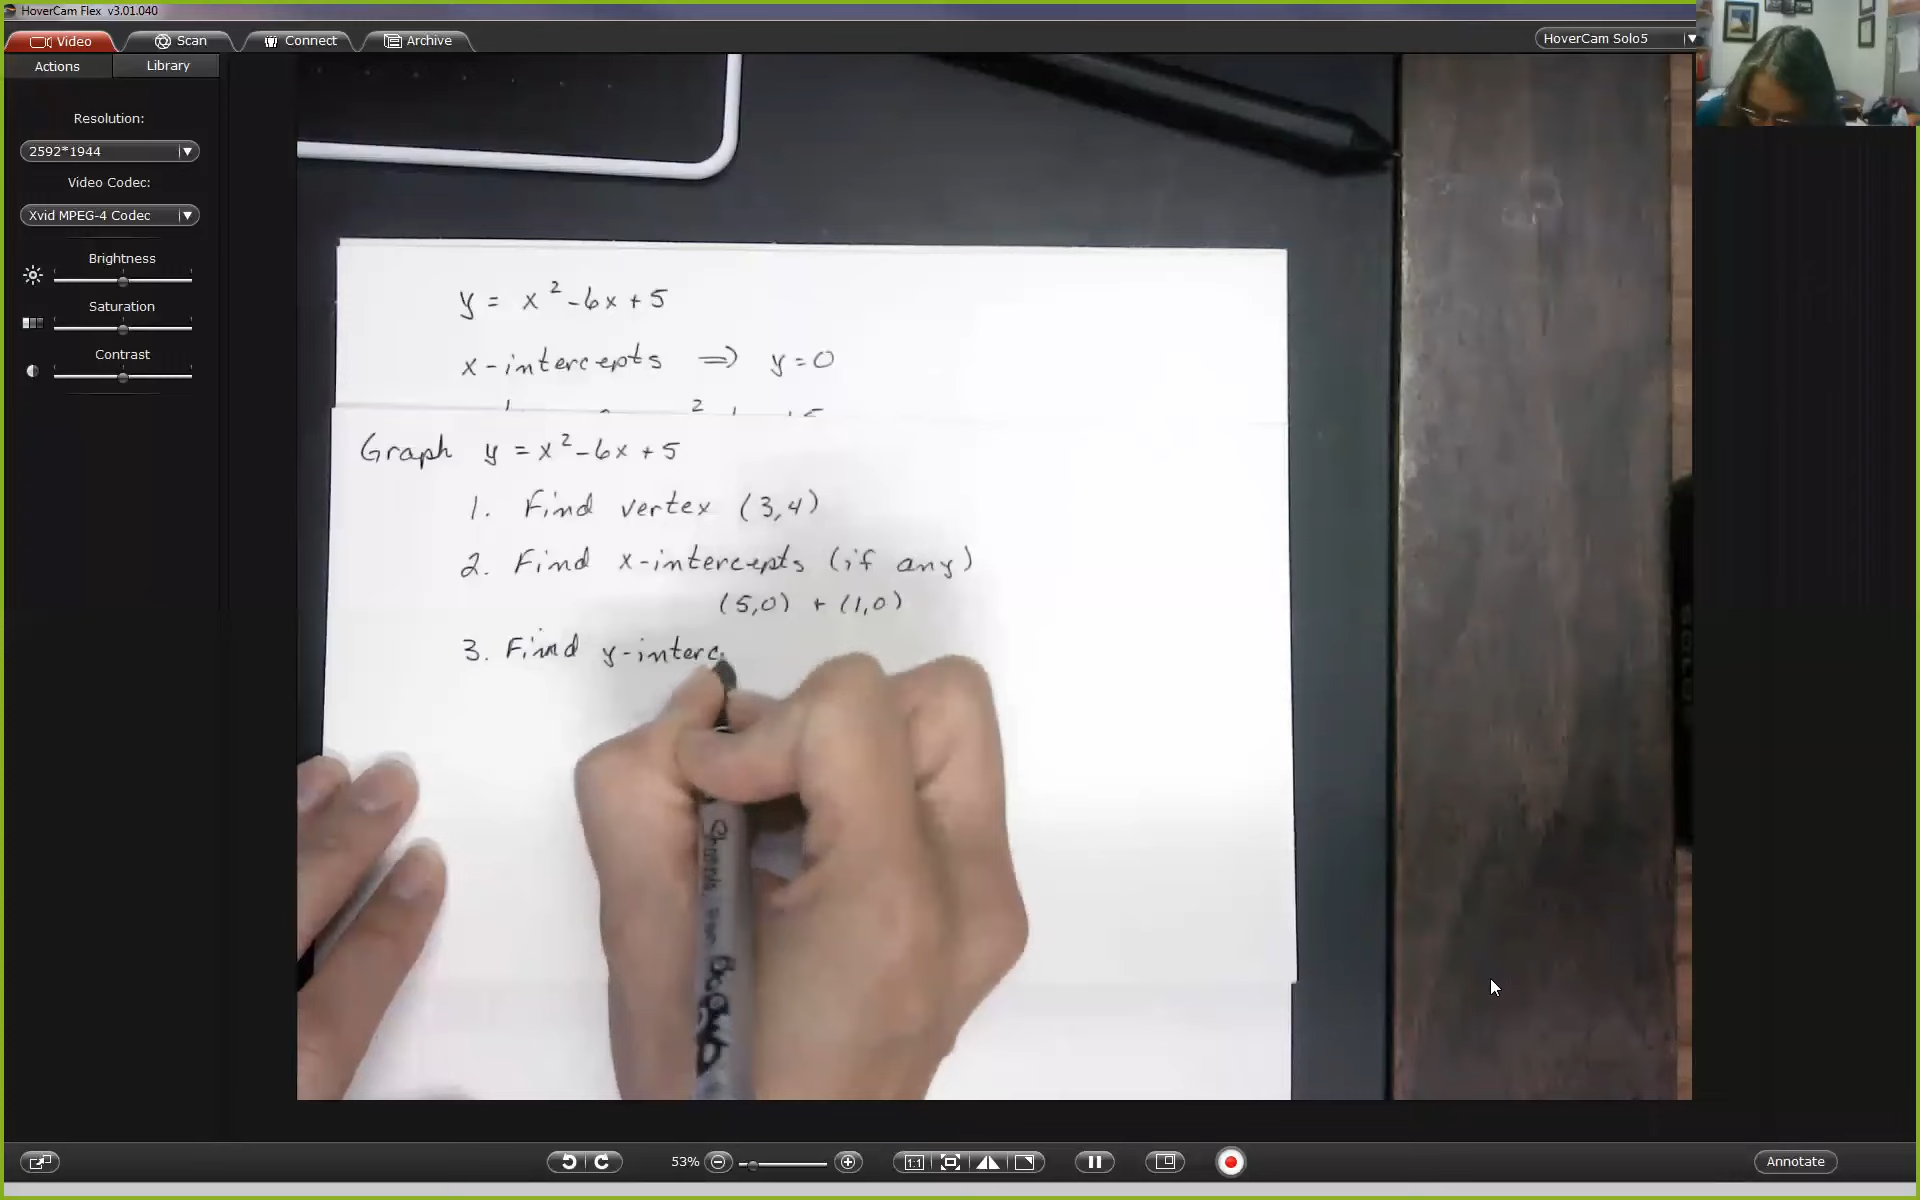 HoverCam Flex v3.01.040
Video
Scan
Connect
Archive
HoverCam Solo5
Actions
Library
Resolution:
2592*1944
Video Codec:
Xvid MPEG-4 Codec
Brightness
Saturation
Contrast
y = x² - 6x + 5
x-intercepts ⇒ y = 0
Graph y = x² - 6x + 5
1. Find vertex (3,4)
2. Find x-intercepts (if any)
(5,0) + (1,0)
3. Find y-interc
53%
1:1
Annotate